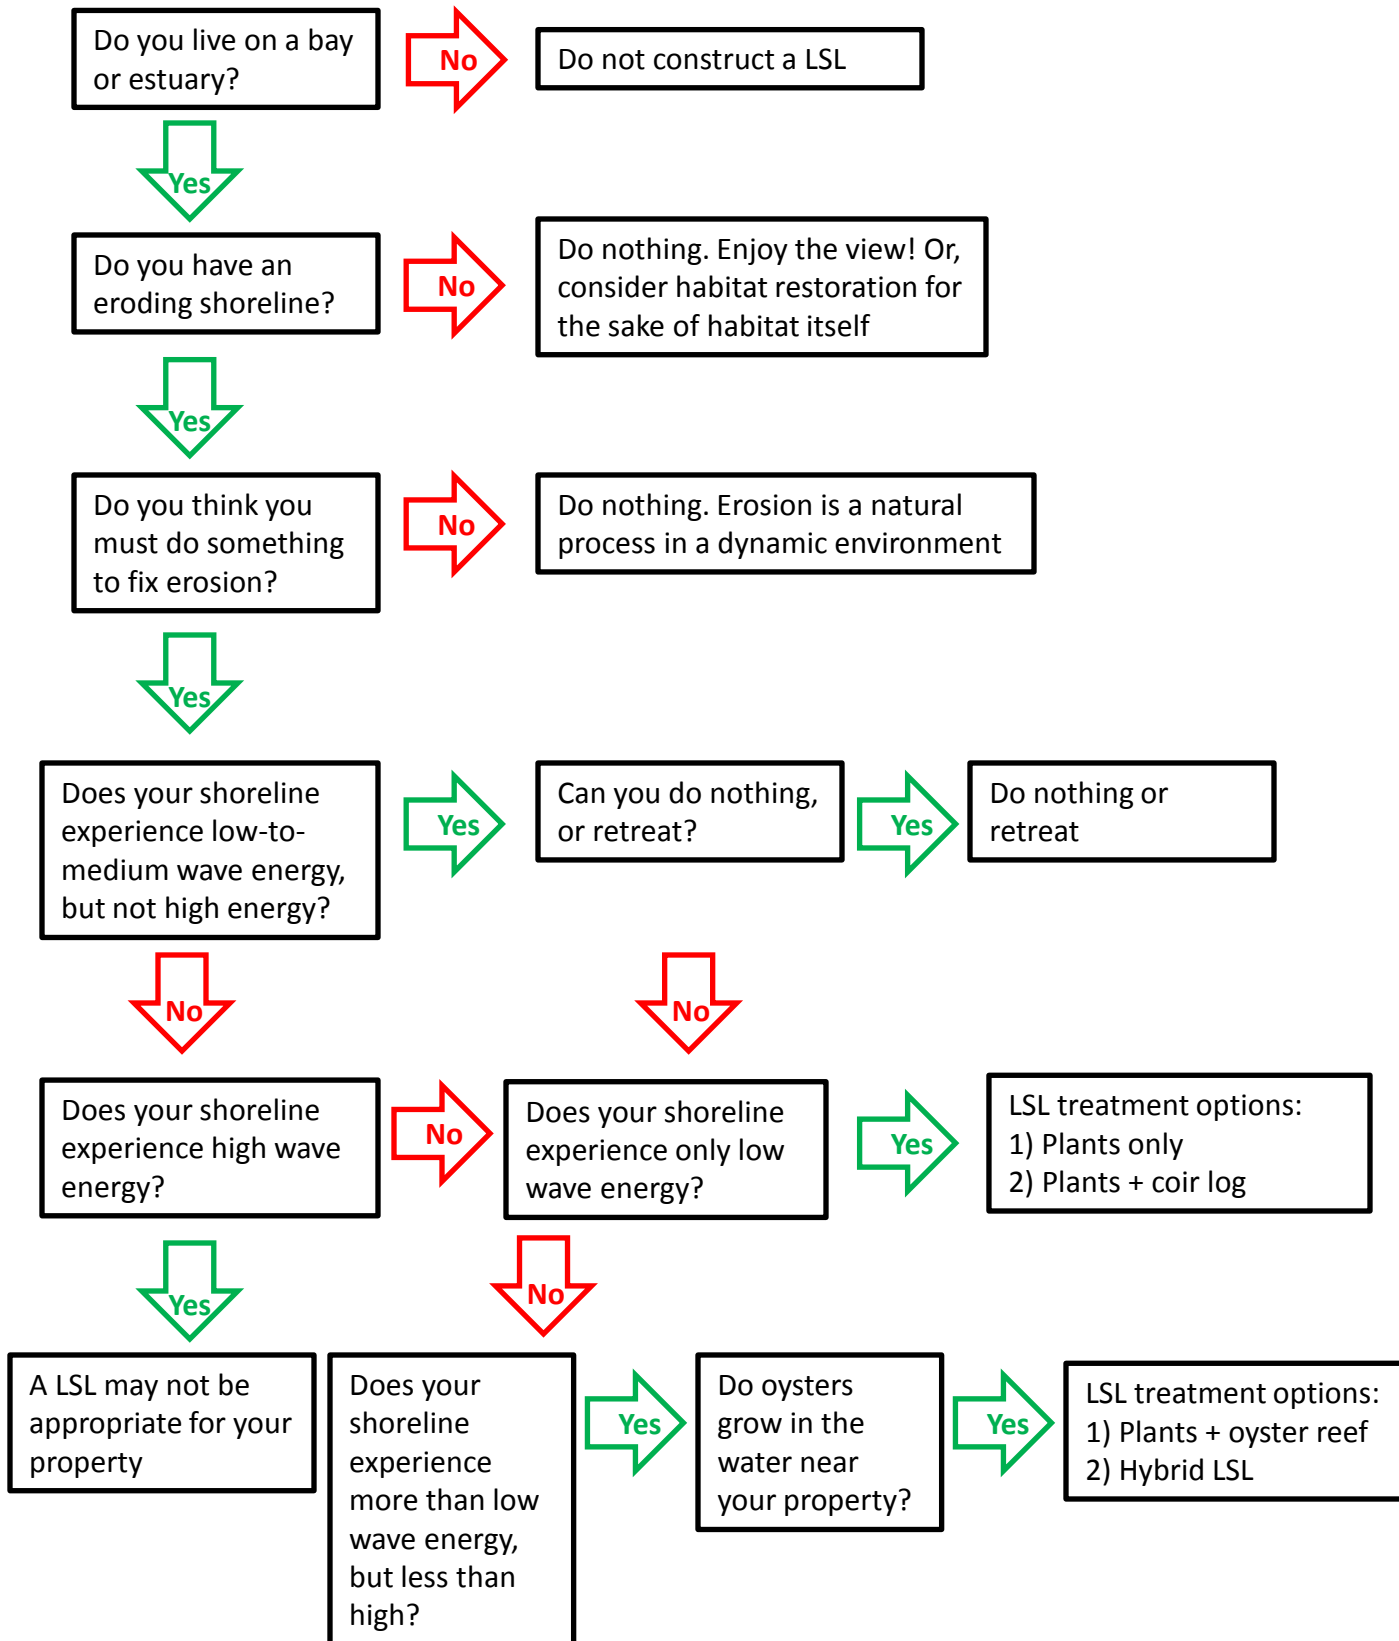 Do you live on a bay
or estuary?
No
Do not construct a LSL
Yes
Do you have an
eroding shoreline?
No
Do nothing. Enjoy the view! Or,
consider habitat restoration for
the sake of habitat itself
Yes
Do you think you
must do something
to fix erosion?
No
Do nothing. Erosion is a natural
process in a dynamic environment
Yes
Does your shoreline
experience low-to-
medium wave energy,
but not high energy?
Yes
Can you do nothing,
or retreat?
Yes
Do nothing or
retreat
No
No
Does your shoreline
experience high wave
energy?
No
Does your shoreline
experience only low
wave energy?
Yes
LSL treatment options:
1) Plants only
2) Plants + coir log
Yes
No
A LSL may not be
appropriate for your
property
Does your
shoreline
experience
more than low
wave energy,
but less than
high?
Yes
Do oysters
grow in the
water near
your property?
Yes
LSL treatment options:
1) Plants + oyster reef
2) Hybrid LSL